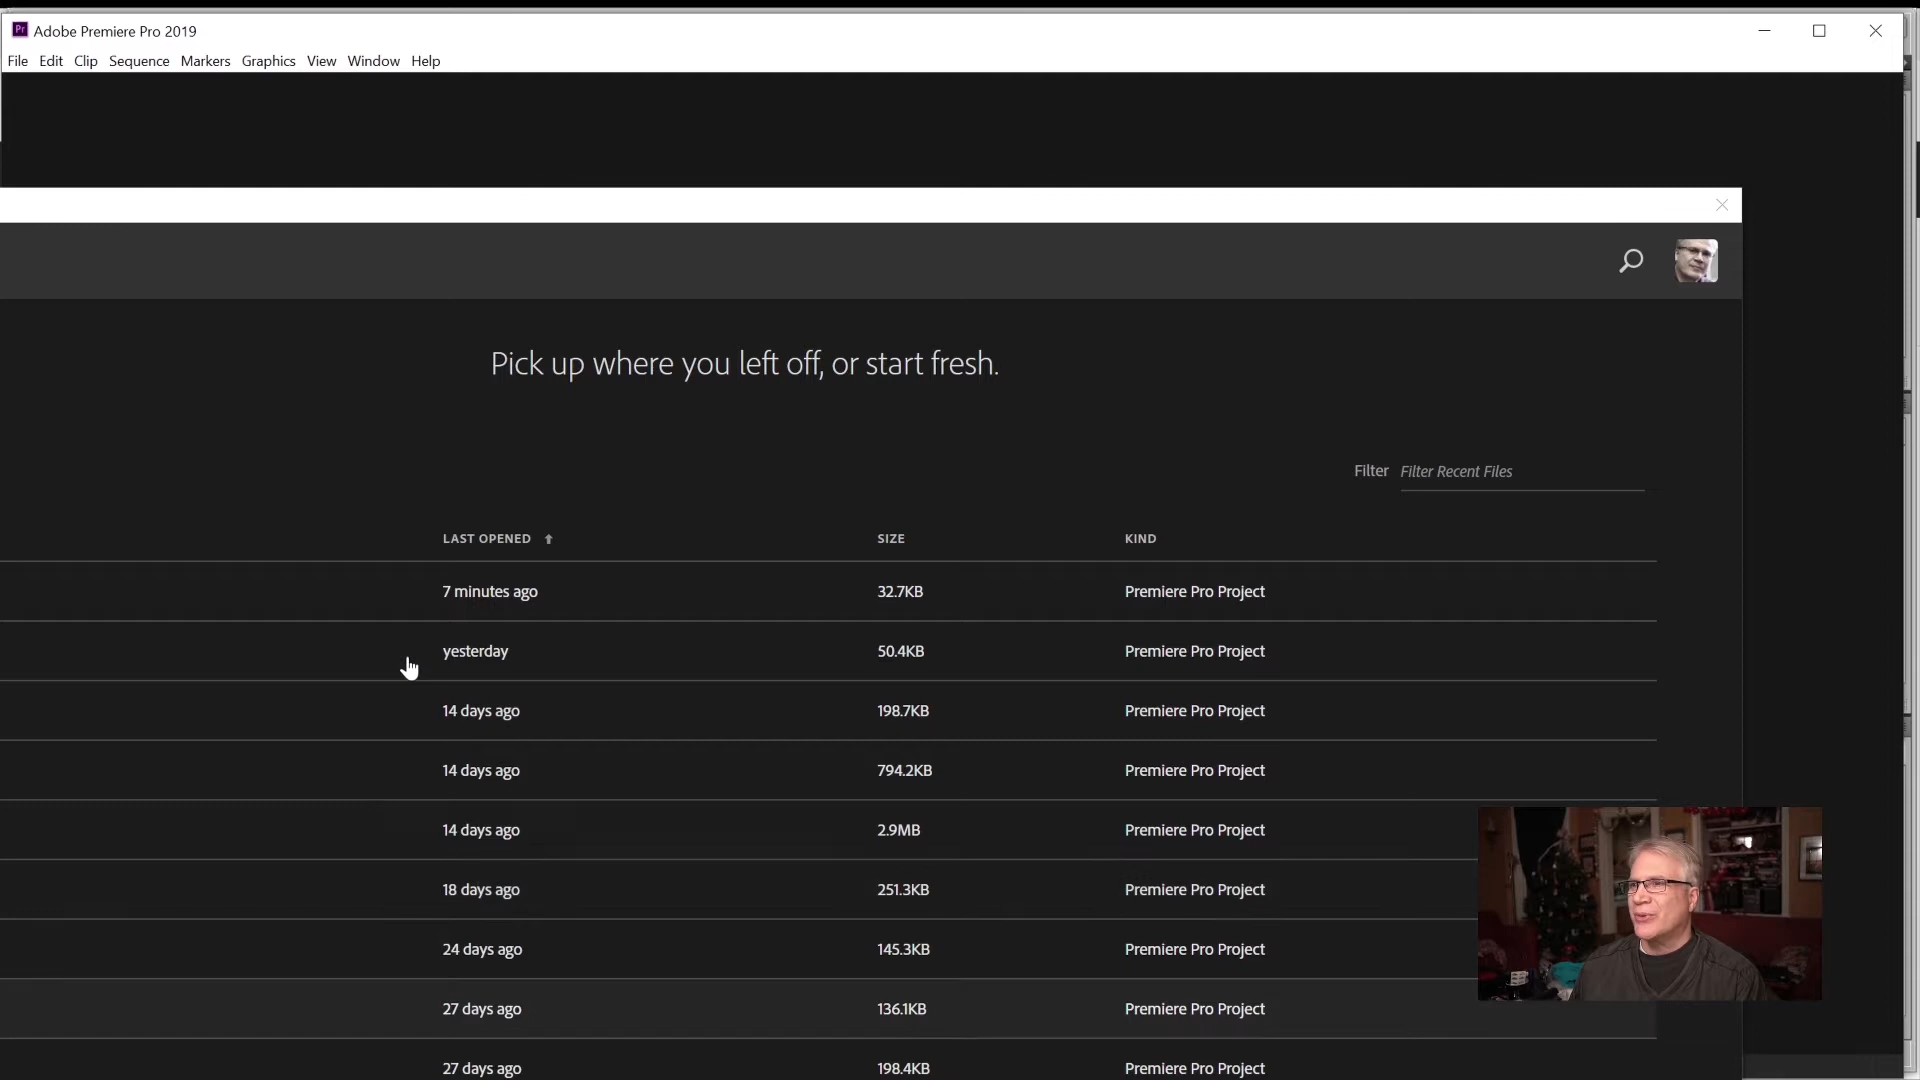 Pr Adobe Premiere Pro 2019
File Edit Clip Sequence Markers Graphics View Window Help
Pick up where you left off, or start fresh.
Filter Filter Recent Files
LAST OPENED SIZE KIND
7 minutes ago 32.7KB Premiere Pro Project
yesterday 50.4KB Premiere Pro Project
14 days ago 198.7KB Premiere Pro Project
14 days ago 794.2KB Premiere Pro Project
14 days ago 2.9MB Premiere Pro Project
18 days ago 251.3KB Premiere Pro Project
24 days ago 145.3KB Premiere Pro Project
27 days ago 136.1KB Premiere Pro Project
27 days ago 198.4KB Premiere Pro Project